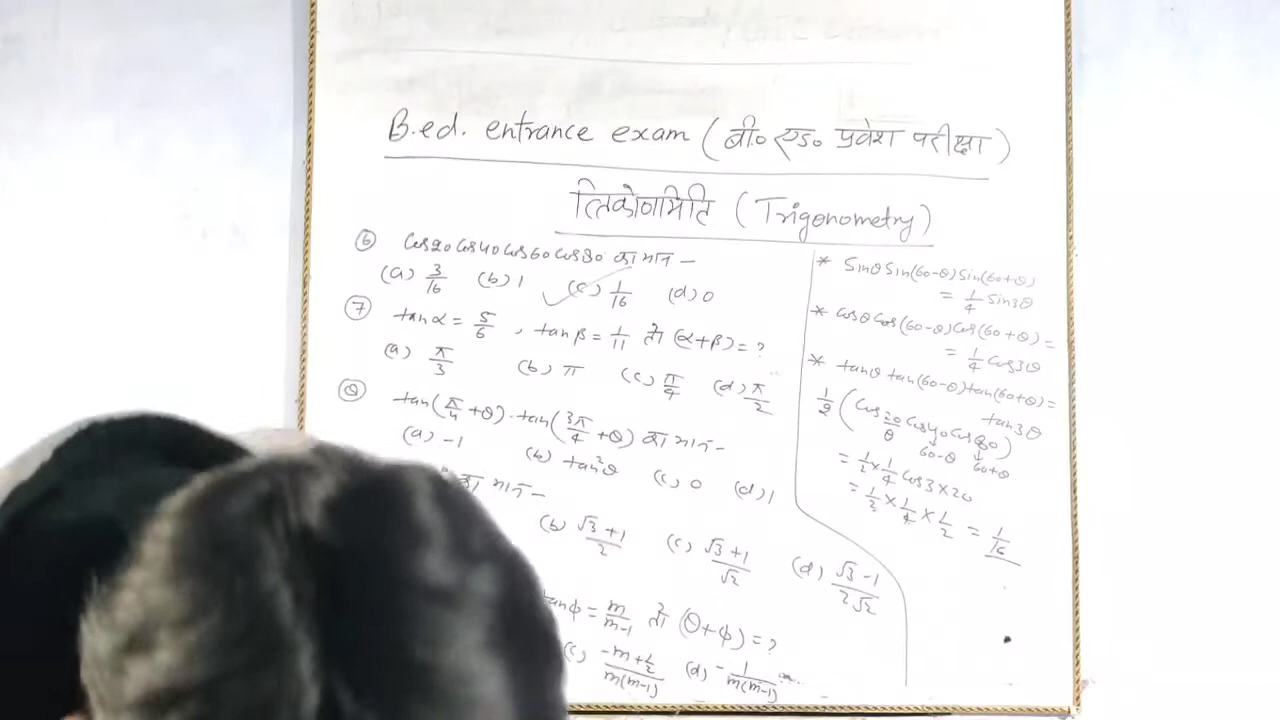 B.ed. entrance exam (बी० एड० प्रवेश परीक्षा)
त्रिकोणमिति (Trigonometry)
⑥ Cos20 Cos40 Cos60 Cos80 का मान –
(a) 3/16 (b) 1 (c) 1/16 (d) 0
⑦ tanα = 5/6 , tanβ = 1/11 तो (α+β) = ?
(a) π/3 (b) π (c) π/4 (d) π/2
⑧ tan(π/4 + θ) · tan(3π/4 + θ) का मान –
(a) -1 (b) tan²θ (c) 0 (d) 1
का मान –
(b) √3+1/2 (c) √3+1/√2 (d) √3-1/2√2
tanφ = m/m-1 तो (θ+φ) = ?
(c) (d) - 1/m(m-1)
* Sinθ Sin(60-θ) Sin(60+θ)
= 1/4 Sin3θ
* Cosθ Cos(60-θ) Cos(60+θ) =
= 1/4 Cos3θ
* tanθ tan(60-θ) tan(60+θ) =
tan3θ
1/2 (Cos20 Cos40 Cos80)
θ 60-θ 60+θ
= 1/2 × 1/4 Cos3×20
= 1/2 × 1/4 × 1/2 = 1/16